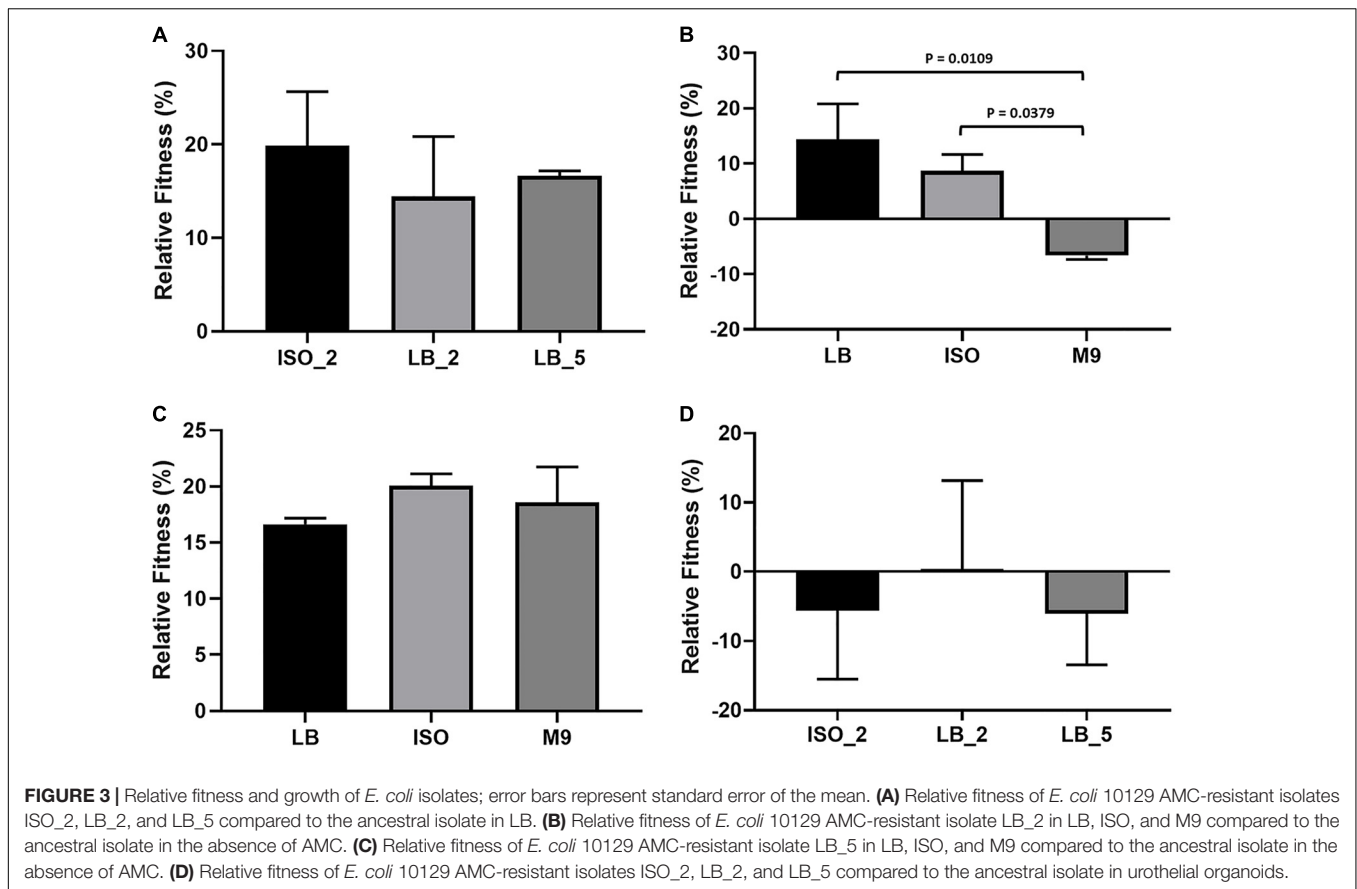 A
Relative Fitness (%)
30
20
10
0
ISO_2 LB_2 LB_5
B
Relative Fitness (%)
30
20
10
0
-10
-20
P = 0.0109
P = 0.0379
LB ISO M9
C
Relative Fitness (%)
25
20
15
10
5
0
LB ISO M9
D
Relative Fitness (%)
20
10
0
-10
-20
ISO_2 LB_2 LB_5
FIGURE 3 | Relative fitness and growth of E. coli isolates; error bars represent standard error of the mean. (A) Relative fitness of E. coli 10129 AMC-resistant isolates
ISO_2, LB_2, and LB_5 compared to the ancestral isolate in LB. (B) Relative fitness of E. coli 10129 AMC-resistant isolate LB_2 in LB, ISO, and M9 compared to the
ancestral isolate in the absence of AMC. (C) Relative fitness of E. coli 10129 AMC-resistant isolate LB_5 in LB, ISO, and M9 compared to the ancestral isolate in the
absence of AMC. (D) Relative fitness of E. coli 10129 AMC-resistant isolates ISO_2, LB_2, and LB_5 compared to the ancestral isolate in urothelial organoids.